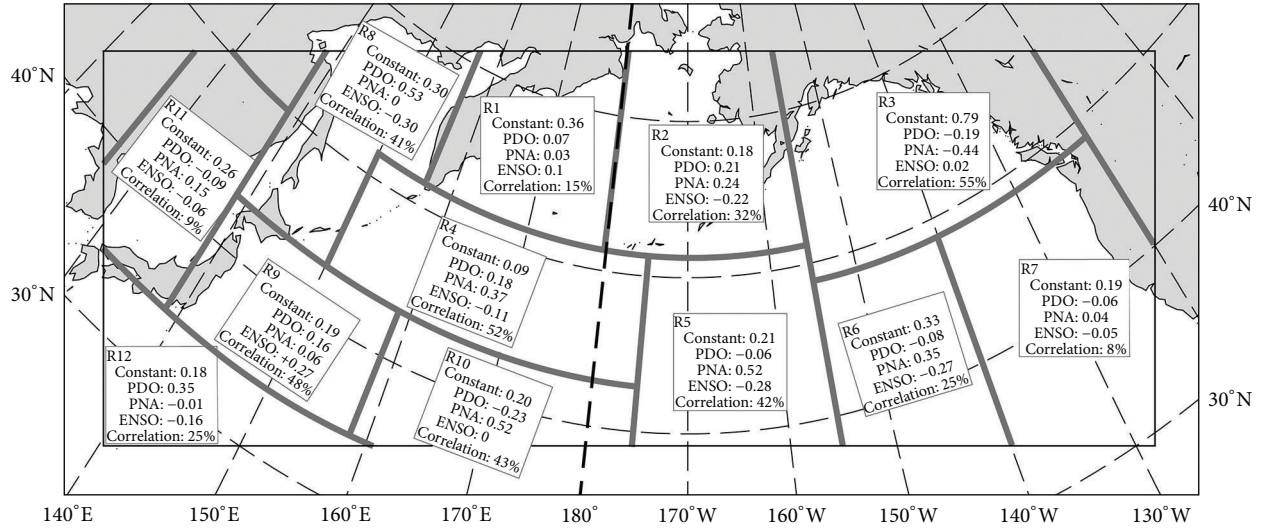 R8
Constant: 0.30
PDO: 0.53
PNA: 0
ENSO: −0.30
Correlation: 41%
R1
Constant: 0.36
PDO: 0.07
PNA: 0.03
ENSO: 0.1
Correlation: 15%
R2
Constant: 0.18
PDO: 0.21
PNA: 0.24
ENSO: −0.22
Correlation: 32%
R3
Constant: 0.79
PDO: −0.19
PNA: −0.44
ENSO: 0.02
Correlation: 55%
R11
Constant: 0.26
PDO: −0.09
PNA: 0.15
ENSO: −0.06
Correlation: 9%
R4
Constant: 0.09
PDO: 0.18
PNA: 0.37
ENSO: −0.11
Correlation: 52%
R9
Constant: 0.19
PDO: 0.16
PNA: 0.06
ENSO: +0.27
Correlation: 48%
R7
Constant: 0.19
PDO: −0.06
PNA: 0.04
ENSO: −0.05
Correlation: 8%
R5
Constant: 0.21
PDO: −0.06
PNA: 0.52
ENSO: −0.28
Correlation: 42%
R6
Constant: 0.33
PDO: −0.08
PNA: 0.35
ENSO: −0.27
Correlation: 25%
R12
Constant: 0.18
PDO: 0.35
PNA: −0.01
ENSO: −0.16
Correlation: 25%
R10
Constant: 0.20
PDO: −0.23
PNA: 0.52
ENSO: 0
Correlation: 43%
40°N
30°N
40°N
30°N
140°E 150°E 160°E 170°E 180° 170°W 160°W 150°W 140°W 130°W